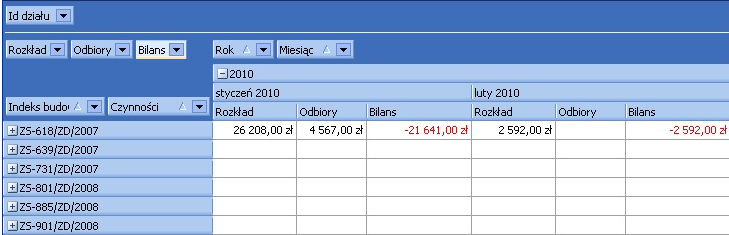 Id działu
Rozkład Odbiory Bilans Rok Miesiąc
2010
styczeń 2010 luty 2010
Indeks budo Czynności Rozkład Odbiory Bilans Rozkład Odbiory Bilans
ZS-618/ZD/2007 26 208,00 zł 4 567,00 zł -21 641,00 zł 2 592,00 zł -2 592,00 zł
ZS-639/ZD/2007
ZS-731/ZD/2007
ZS-801/ZD/2008
ZS-885/ZD/2008
ZS-901/ZD/2008